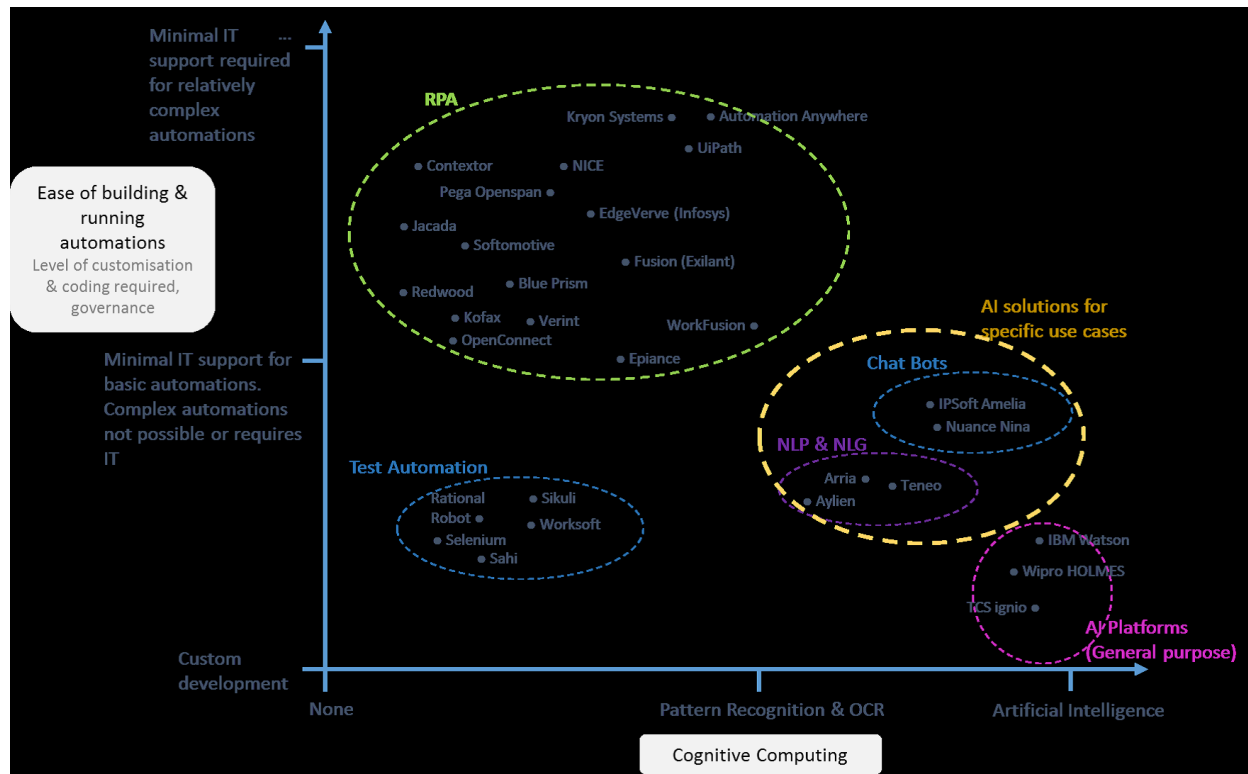 Minimal IT ...
support required
for relatively
complex
automations
Ease of building &
running
automations
Level of customisation
& coding required,
governance
Minimal IT support for
basic automations.
Complex automations
not possible or requires
IT
Custom
development
RPA
Kryon Systems
Automation Anywhere
UiPath
Contextor
NICE
Pega Openspan
EdgeVerve (Infosys)
Jacada
Softomotive
Fusion (Exilant)
Blue Prism
Redwood
Kofax
Verint
WorkFusion
OpenConnect
Epiance
AI solutions for
specific use cases
Chat Bots
IPSoft Amelia
Nuance Nina
NLP & NLG
Arria
Teneo
Aylien
Test Automation
Rational
Robot
Sikuli
Worksoft
Selenium
Sahi
IBM Watson
Wipro HOLMES
TCS ignio
AI Platforms
(General purpose)
None
Pattern Recognition & OCR
Artificial Intelligence
Cognitive Computing